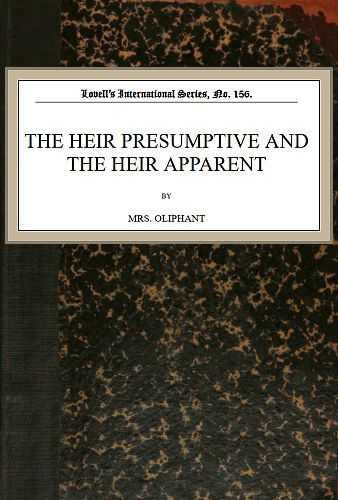 Lovell's International Series, No. 156.
THE HEIR PRESUMPTIVE AND
THE HEIR APPARENT
BY
MRS. OLIPHANT